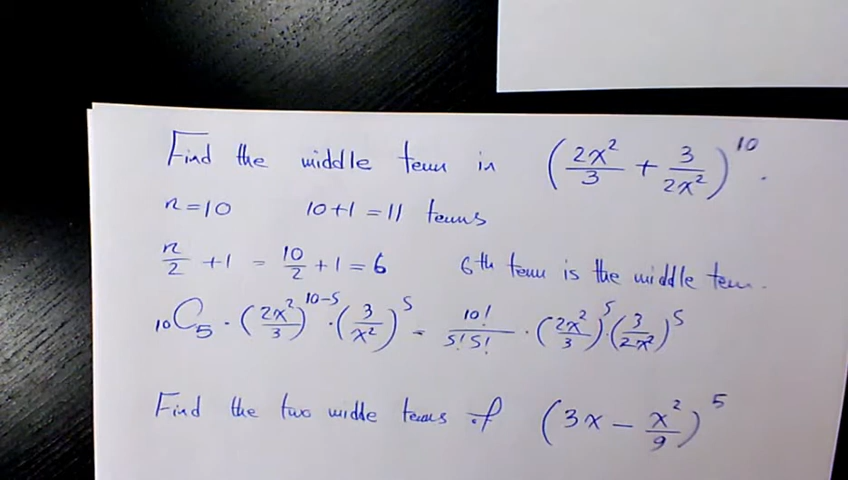 Find the middle term in (2x²/3 + 3/2x²)¹⁰.
n=10 10+1=11 terms
n/2 +1 = 10/2 +1=6 6th term is the middle term.
₁₀C₅ · (2x²/3)¹⁰⁻⁵ · (3/x²)⁵ = 10!/5!5! · (2x²/3)⁵ · (3/2x²)⁵
Find the two middle terms of (3x − x²/9)⁵